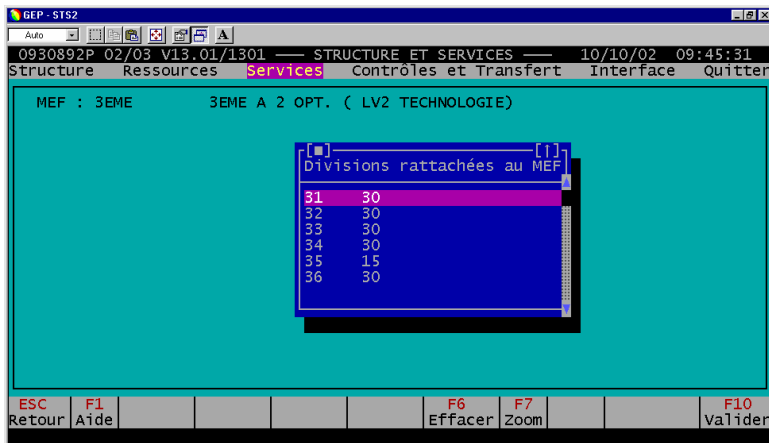 GEP - STS2
Auto
A
0930892P 02/03 V13.01/1301 —— STRUCTURE ET SERVICES —— 10/10/02 09:45:31
Structure Ressources Services Contrôles et Transfert Interface Quitter
MEF : 3EME 3EME A 2 OPT. ( LV2 TECHNOLOGIE)
[■] [↑]
Divisions rattachées au MEF
31 30
32 30
33 30
34 30
35 15
36 30
ESC F1 F6 F7 F10
Retour Aide Effacer Zoom Valider